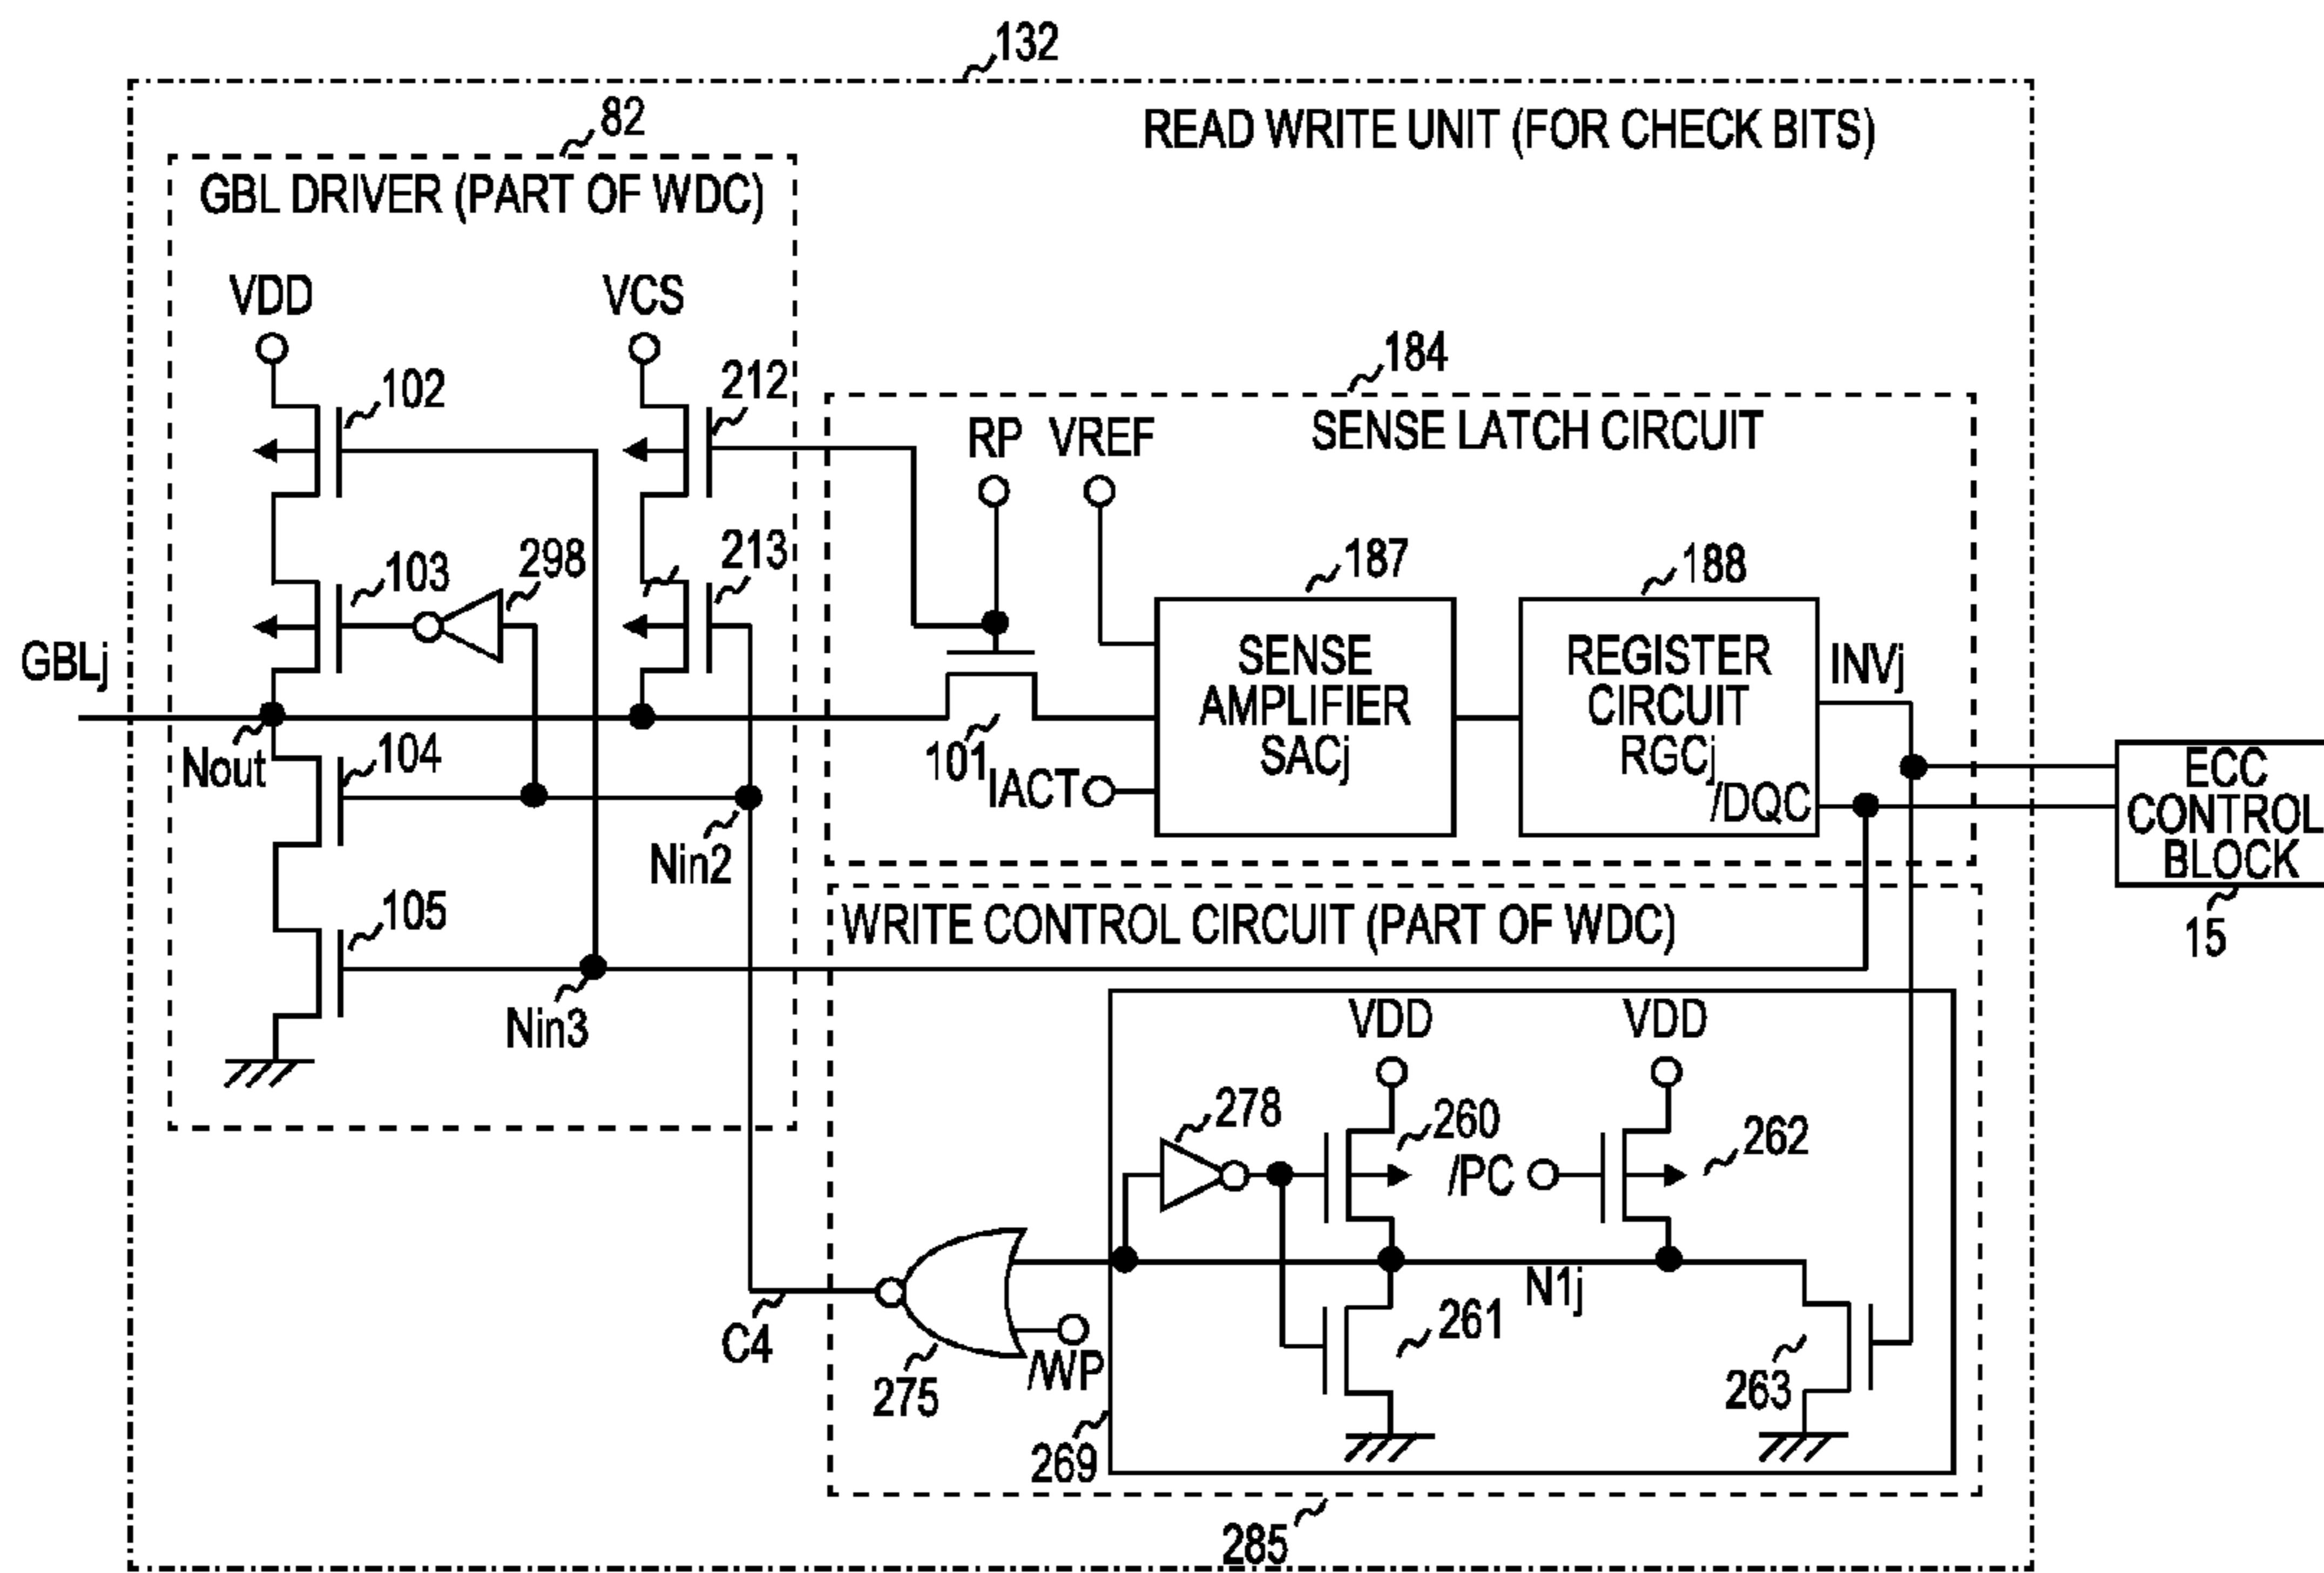 132
READ WRITE UNIT (FOR CHECK BITS)
82
GBL DRIVER (PART OF WDC)
VDD
VCS
102
212
184
SENSE LATCH CIRCUIT
RP
VREF
103
298
213
187
188
GBLj
SENSE
AMPLIFIER
SACj
REGISTER
CIRCUIT
RGCj
/DQC
INVj
Nout
104
101
IACT
ECC
CONTROL
BLOCK
15
Nin2
105
WRITE CONTROL CIRCUIT (PART OF WDC)
Nin3
VDD
VDD
278
260
/PC
262
N1j
261
C4
275
/WP
263
269
285